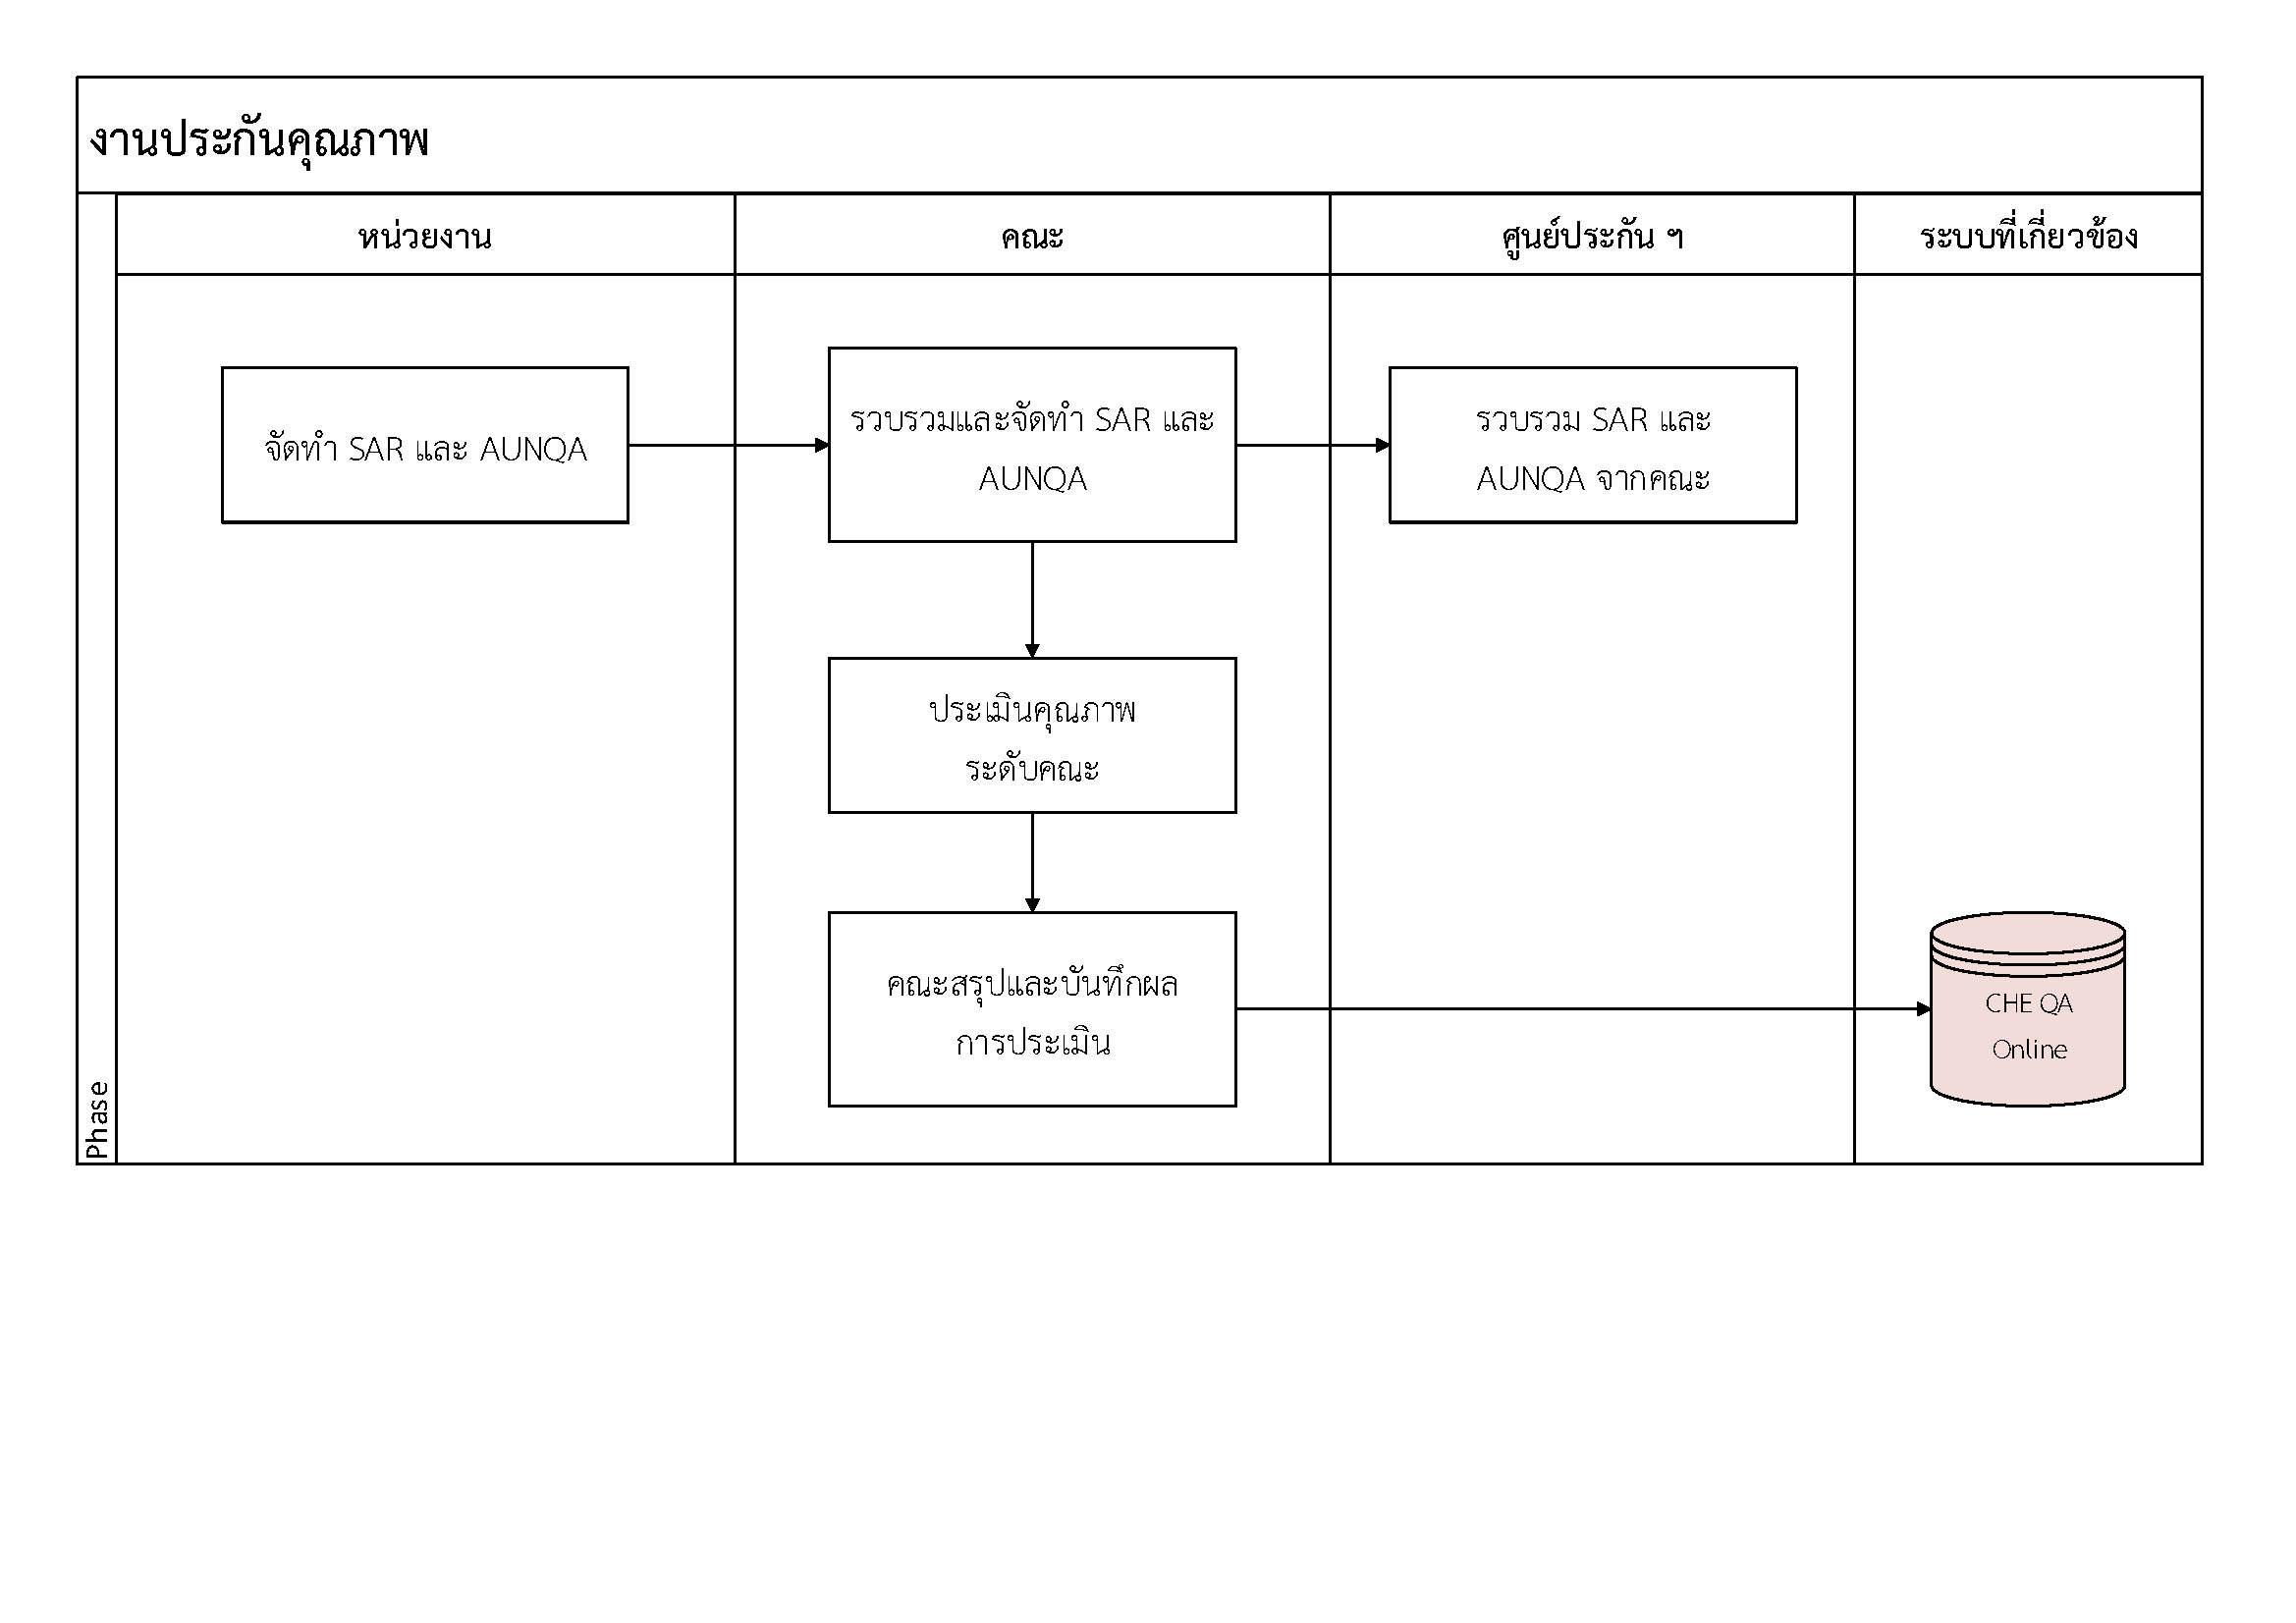 งานประกันคุณภาพ
หน่วยงาน
คณะ
ศูนย์ประกัน ฯ
ระบบที่เกี่ยวข้อง
จัดทำ SAR และ AUNQA
รวบรวมและจัดทำ SAR และ
AUNQA
รวบรวม SAR และ
AUNQA จากคณะ
ประเมินคุณภาพ
ระดับคณะ
คณะสรุปและบันทึกผล
การประเมิน
CHE QA
Online
Phase